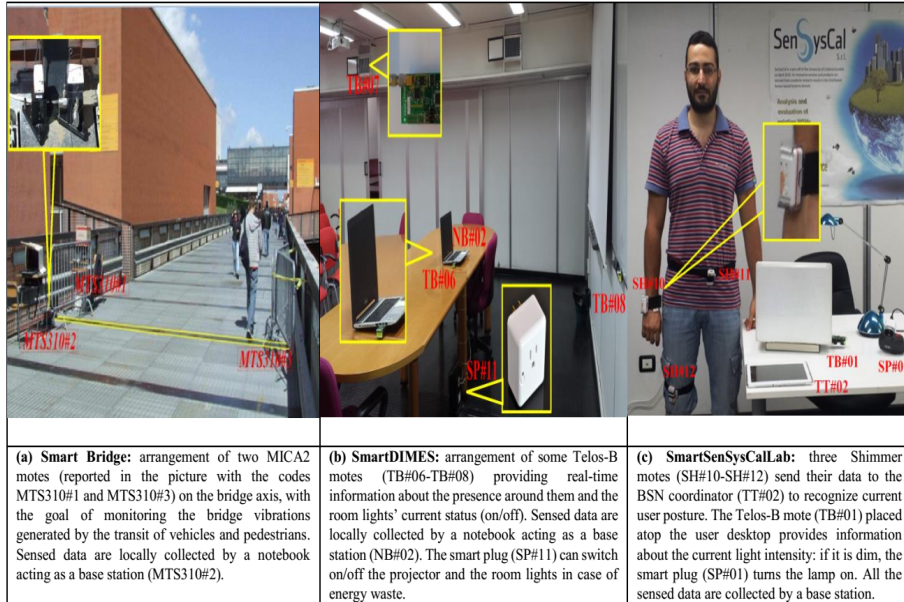 MTS310#1
MTS310#2
MTS310#3
TB#07
NB#02
TB#06
TB#08
SP#11
SenSysCal
S.r.l.
Analysis and
evaluation of
SH#10
SH#11
SH#12
TB#01
TT#02
SP#0
(a) Smart Bridge: arrangement of two MICA2
motes (reported in the picture with the codes
MTS310#1 and MTS310#3) on the bridge axis, with
the goal of monitoring the bridge vibrations
generated by the transit of vehicles and pedestrians.
Sensed data are locally collected by a notebook
acting as a base station (MTS310#2).
(b) SmartDIMES: arrangement of some Telos-B
motes (TB#06-TB#08) providing real-time
information about the presence around them and the
room lights' current status (on/off). Sensed data are
locally collected by a notebook acting as a base
station (NB#02). The smart plug (SP#11) can switch
on/off the projector and the room lights in case of
energy waste.
(c) SmartSenSysCalLab: three Shimmer
motes (SH#10-SH#12) send their data to the
BSN coordinator (TT#02) to recognize current
user posture. The Telos-B mote (TB#01) placed
atop the user desktop provides information
about the current light intensity: if it is dim, the
smart plug (SP#01) turns the lamp on. All the
sensed data are collected by a base station.